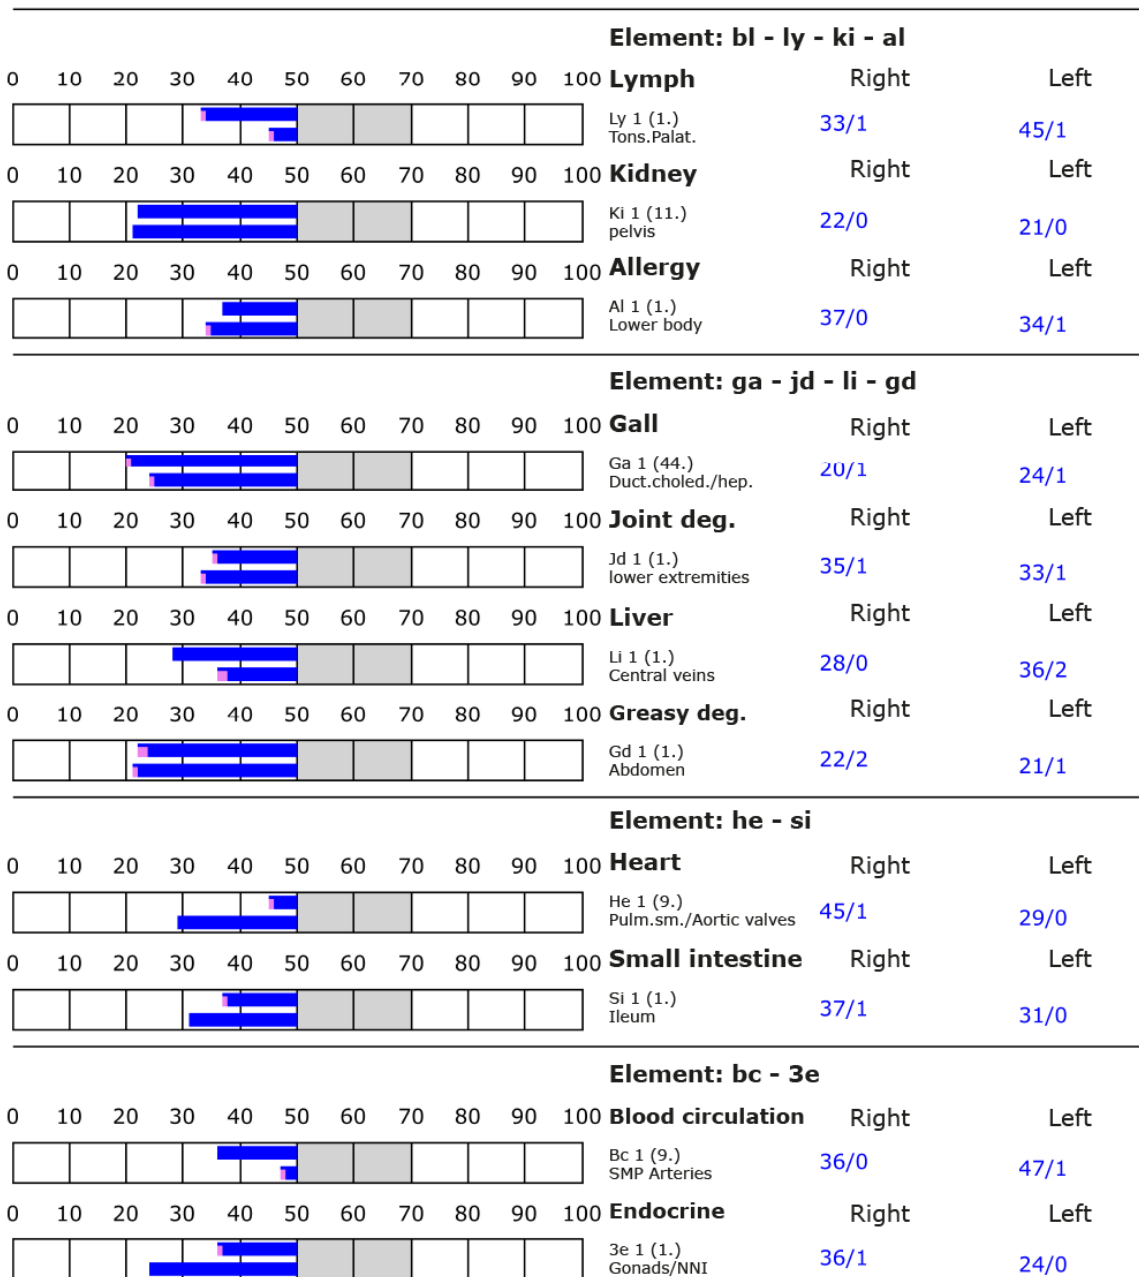 Element: bl - ly - ki - al
0 10 20 30 40 50 60 70 80 90 100 Lymph Right Left
Ly 1 (1.) 33/1 45/1
Tons.Palat.
0 10 20 30 40 50 60 70 80 90 100 Kidney Right Left
Ki 1 (11.) 22/0 21/0
pelvis
0 10 20 30 40 50 60 70 80 90 100 Allergy Right Left
Al 1 (1.) 37/0 34/1
Lower body
Element: ga - jd - li - gd
0 10 20 30 40 50 60 70 80 90 100 Gall Right Left
Ga 1 (44.) 20/1 24/1
Duct.choled./hep.
0 10 20 30 40 50 60 70 80 90 100 Joint deg. Right Left
Jd 1 (1.) 35/1 33/1
lower extremities
0 10 20 30 40 50 60 70 80 90 100 Liver Right Left
Li 1 (1.) 28/0 36/2
Central veins
0 10 20 30 40 50 60 70 80 90 100 Greasy deg. Right Left
Gd 1 (1.) 22/2 21/1
Abdomen
Element: he - si
0 10 20 30 40 50 60 70 80 90 100 Heart Right Left
He 1 (9.) 45/1 29/0
Pulm.sm./Aortic valves
0 10 20 30 40 50 60 70 80 90 100 Small intestine Right Left
Si 1 (1.) 37/1 31/0
Ileum
Element: bc - 3e
0 10 20 30 40 50 60 70 80 90 100 Blood circulation Right Left
Bc 1 (9.) 36/0 47/1
SMP Arteries
0 10 20 30 40 50 60 70 80 90 100 Endocrine Right Left
3e 1 (1.) 36/1 24/0
Gonads/NNI